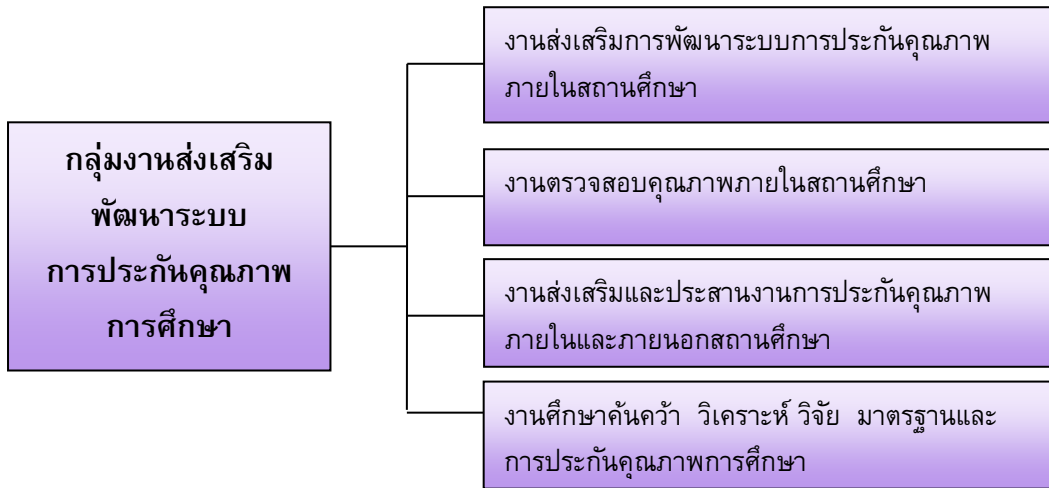 กลุ่มงานส่งเสริม
พัฒนาระบบ
การประกันคุณภาพ
การศึกษา
งานส่งเสริมการพัฒนาระบบการประกันคุณภาพ
ภายในสถานศึกษา
งานตรวจสอบคุณภาพภายในสถานศึกษา
งานส่งเสริมและประสานงานการประกันคุณภาพ
ภายในและภายนอกสถานศึกษา
งานศึกษาค้นคว้า วิเคราะห์ วิจัย มาตรฐานและ
การประกันคุณภาพการศึกษา